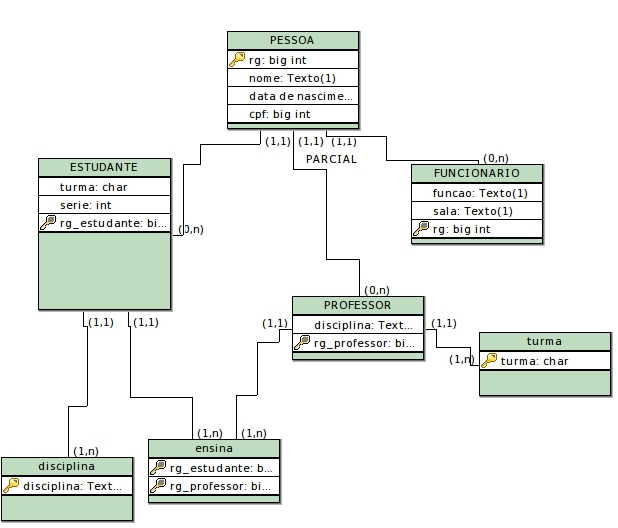 PESSOA
rg: big int
nome: Texto(1)
data de nascime...
cpf: big int
(1,1) (1,1) (1,1)
PARCIAL
(0,n)
ESTUDANTE
turma: char
serie: int
rg_estudante: bi...
(0,n)
FUNCIONARIO
funcao: Texto(1)
sala: Texto(1)
rg: big int
(0,n)
PROFESSOR
disciplina: Text...
rg_professor: bi...
(1,1) (1,1)
(1,1)
(1,1)
(1,n)
turma
turma: char
(1,n)
(1,n) (1,n)
disciplina
disciplina: Text...
ensina
rg_estudante: b...
rg_professor: bi...